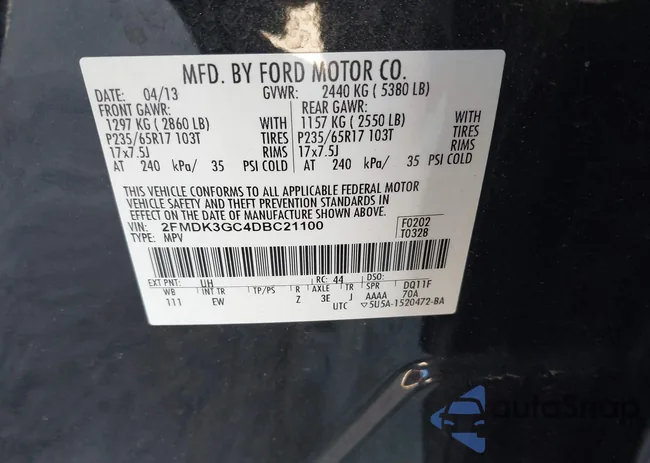 MFD. BY FORD MOTOR CO.
DATE: 04/13 GVWR: 2440 KG ( 5380 LB)
FRONT GAWR: REAR GAWR:
1297 KG ( 2860 LB) WITH 1157 KG ( 2550 LB) WITH
P235/65R17 103T TIRES P235/65R17 103T TIRES
17x7.5J RIMS 17x7.5J RIMS
AT 240 kPa/ 35 PSI COLD AT 240 kPa/ 35 PSI COLD
THIS VEHICLE CONFORMS TO ALL APPLICABLE FEDERAL MOTOR
VEHICLE SAFETY AND THEFT PREVENTION STANDARDS IN
EFFECT ON THE DATE OF MANUFACTURE SHOWN ABOVE.
VIN: 2FMDK3GC4DBC21100 F0202
TYPE: MPV T0328
EXT PNT: UH RC: 44 DSO: DQ11F
WB INT TR TP/PS R AXLE TR SPR 70A
111 EW Z 3E J AAAA
UTC ▽5U5A-1520472-BA
autoSnap